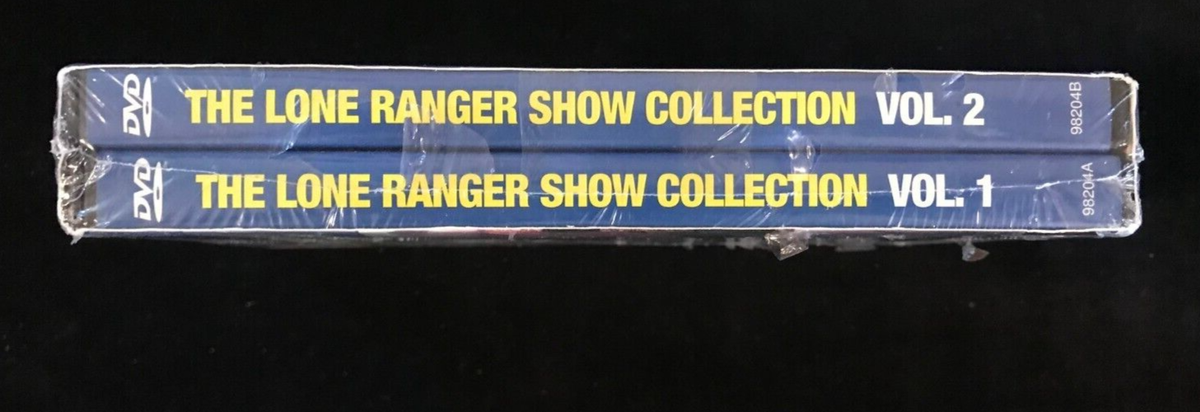 DVD THE LONE RANGER SHOW COLLECTION VOL. 2 98204B
DVD THE LONE RANGER SHOW COLLECTION VOL. 1 98204A